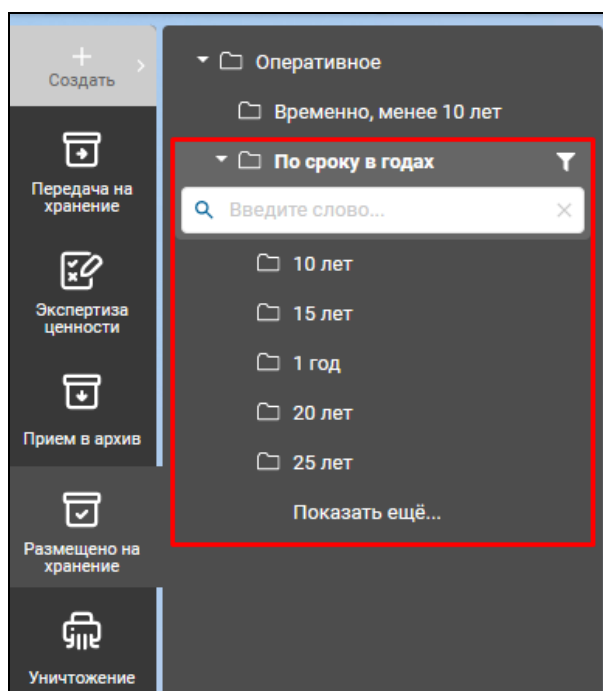 Создать
Передача на
хранение
Экспертиза
ценности
Прием в архив
Размещено на
хранение
Уничтожение
Оперативное
Временно, менее 10 лет
По сроку в годах
Введите слово...
10 лет
15 лет
1 год
20 лет
25 лет
Показать ещё...